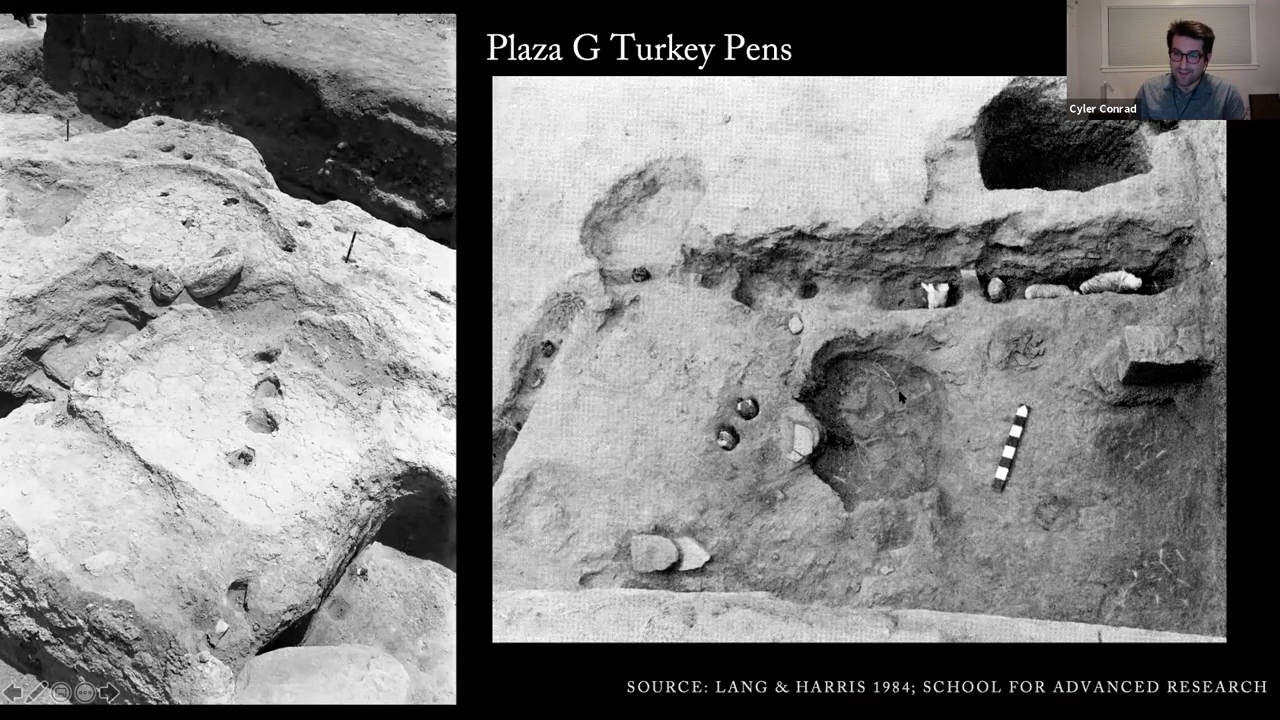 Plaza G Turkey Pens
Cyler Conrad
SOURCE: LANG & HARRIS 1984; SCHOOL FOR ADVANCED RESEARCH